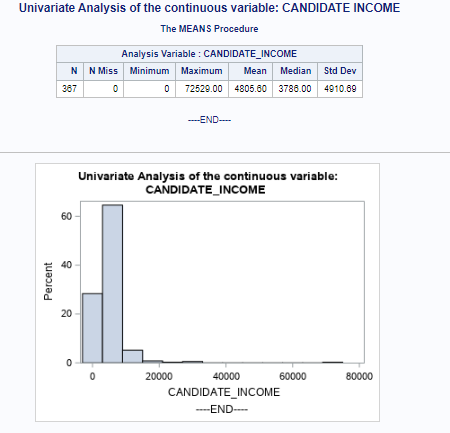 Univariate Analysis of the continuous variable: CANDIDATE INCOME
The MEANS Procedure
Analysis Variable : CANDIDATE_INCOME
N N Miss Minimum Maximum Mean Median Std Dev
367 0 0 72529.00 4805.60 3786.00 4910.69
----END----
Univariate Analysis of the continuous variable:
CANDIDATE_INCOME
60
40
20
0
Percent
0 20000 40000 60000 80000
CANDIDATE_INCOME
----END----